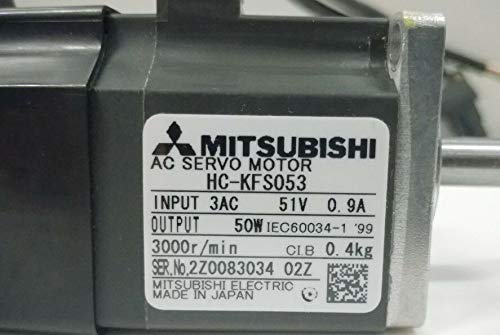 MITSUBISHI
AC SERVO MOTOR
HC-KFS053
INPUT 3AC 51V 0.9A
OUTPUT 50W IEC60034-1 '99
3000r/min CI.B 0.4kg
SER.No.2Z0083034 02Z
MITSUBISHI ELECTRIC
MADE IN JAPAN